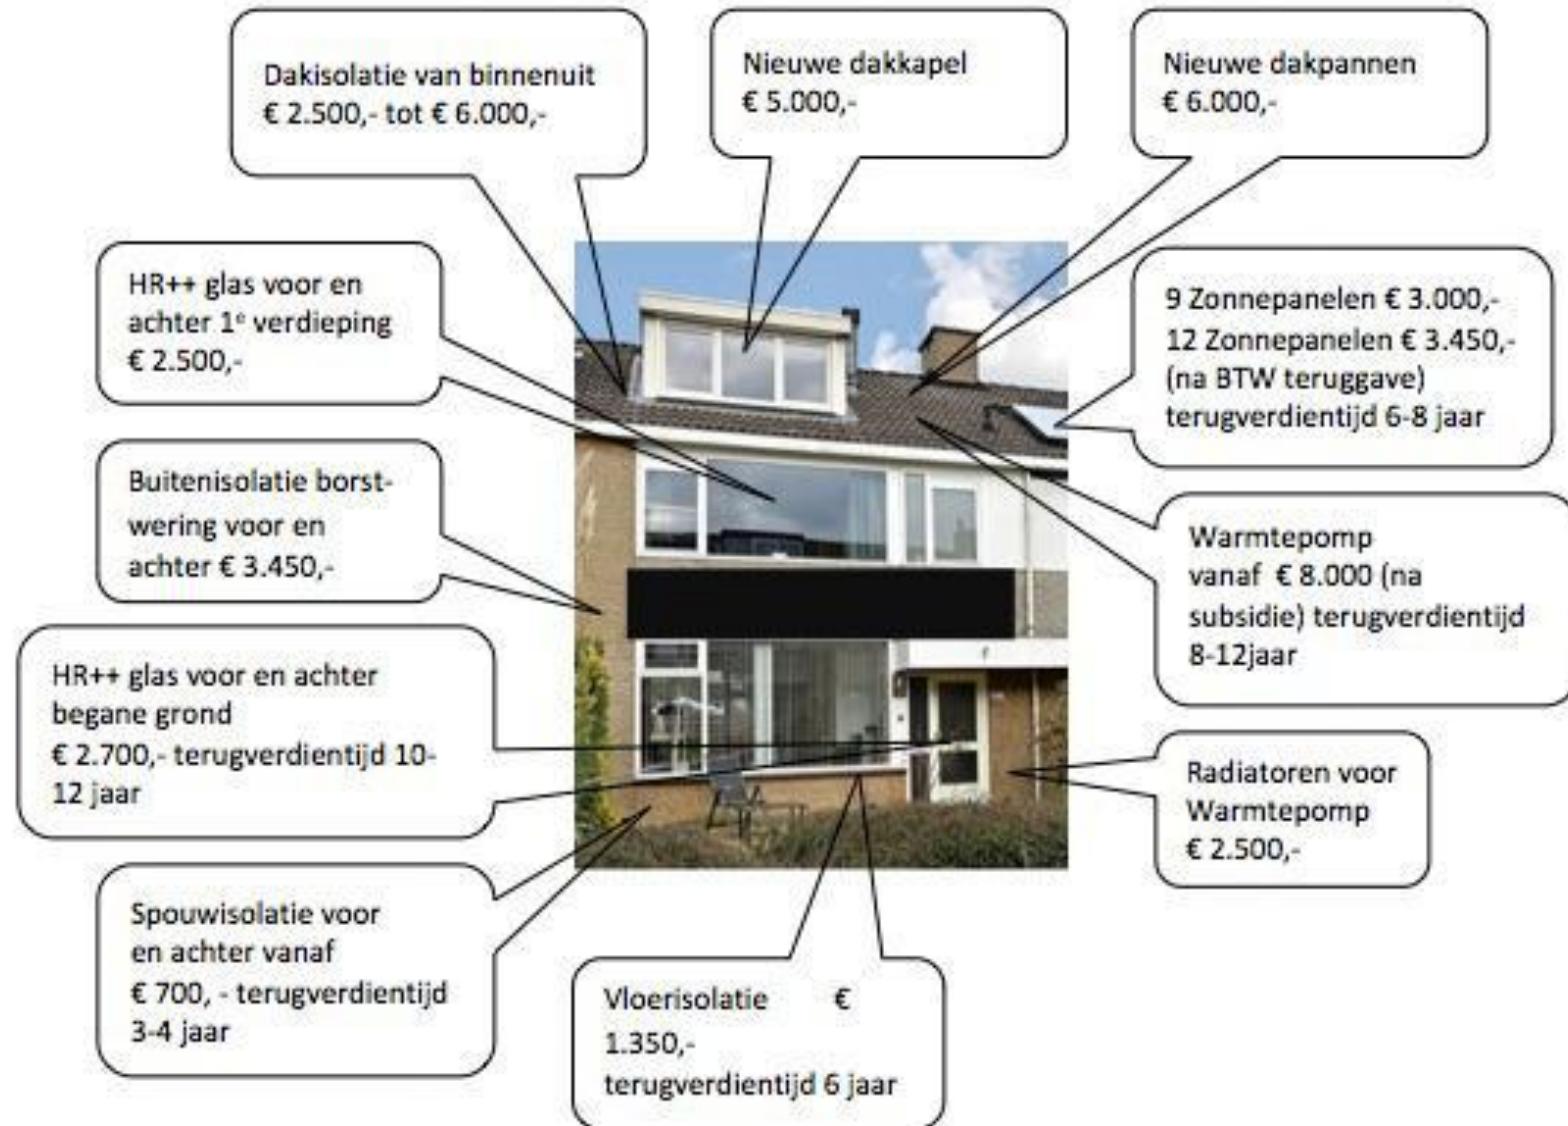 Dakisolatie van binnenuit
€ 2.500,- tot € 6.000,-
Nieuwe dakkapel
€ 5.000,-
Nieuwe dakpannen
€ 6.000,-
HR++ glas voor en
achter 1e verdieping
€ 2.500,-
9 Zonnepanelen € 3.000,-
12 Zonnepanelen € 3.450,-
(na BTW teruggave)
terugverdientijd 6-8 jaar
Buitenisolatie borst-
wering voor en
achter € 3.450,-
Warmtepomp
vanaf € 8.000 (na
subsidie) terugverdientijd
8-12jaar
HR++ glas voor en achter
begane grond
€ 2.700,- terugverdientijd 10-
12 jaar
Radiatoren voor
Warmtepomp
€ 2.500,-
Spouwisolatie voor
en achter vanaf
€ 700, - terugverdientijd
3-4 jaar
Vloerisolatie €
1.350,-
terugverdientijd 6 jaar